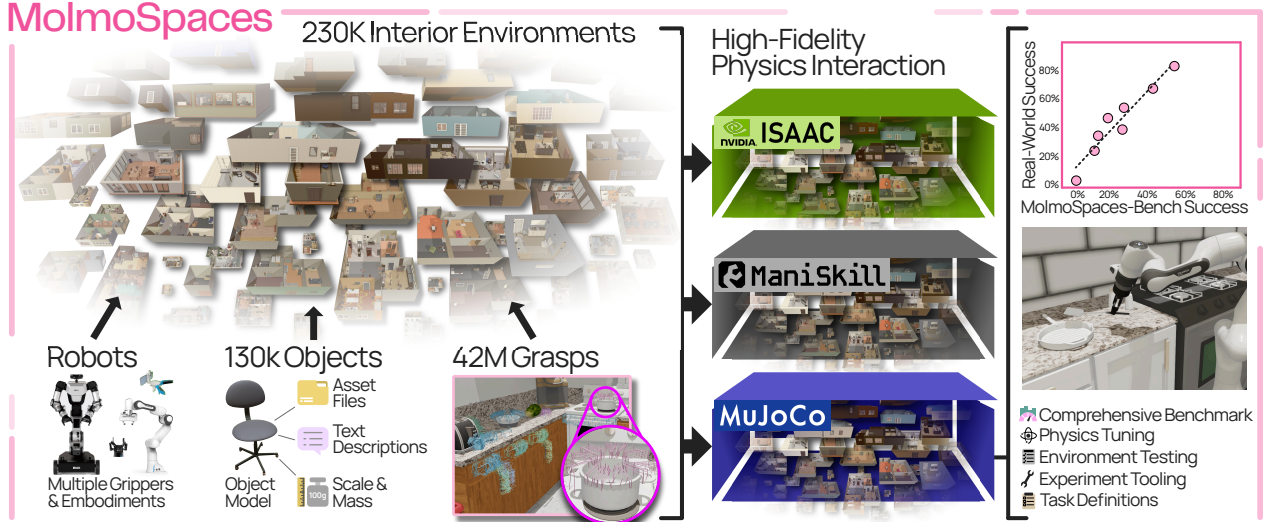 MolmoSpaces
230K Interior Environments
Robots
Multiple Grippers
& Embodiments
130k Objects
Asset
Files
Text
Descriptions
Object
Model
100g
Scale &
Mass
42M Grasps
High-Fidelity
Physics Interaction
NVIDIA. ISAAC
ManiSkill
MuJoCo
Real-World Success
80%
60%
40%
20%
0%
0% 20% 40% 60% 80%
MolmoSpaces-Bench Success
Comprehensive Benchmark
Physics Tuning
Environment Testing
Experiment Tooling
Task Definitions